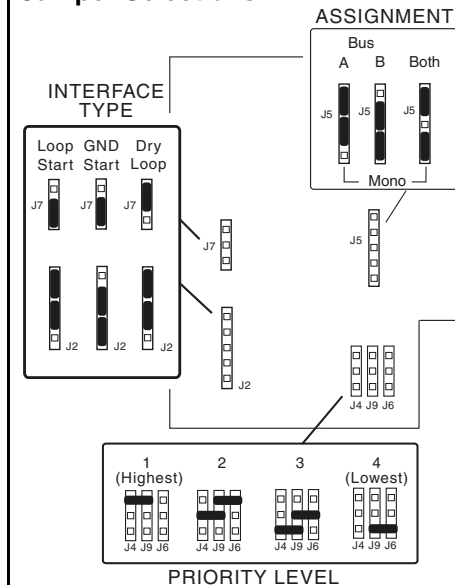 ASSIGNMENT
Bus
A B Both
J5 J5 J5
Mono
INTERFACE
TYPE
Loop GND Dry
Start Start Loop
J7 J7 J7
J2 J2 J2
J7
J5
J2
J4 J9 J6
1 2 3 4
(Highest) (Lowest)
J4 J9 J6 J4 J9 J6 J4 J9 J6 J4 J9 J6
PRIORITY LEVEL